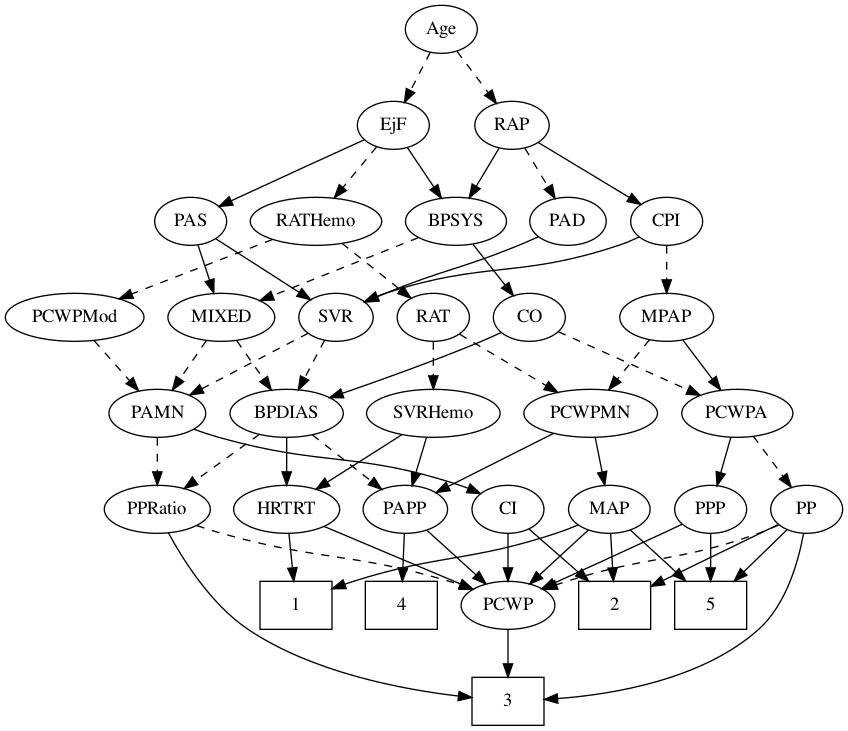 Age
EjF
RAP
PAS
RATHemo
BPSYS
PAD
CPI
PCWPMod
MIXED
SVR
RAT
CO
MPAP
PAMN
BPDIAS
SVRHemo
PCWPMN
PCWPA
PPRatio
HRTRT
PAPP
CI
MAP
PPP
PP
1
4
PCWP
2
5
3